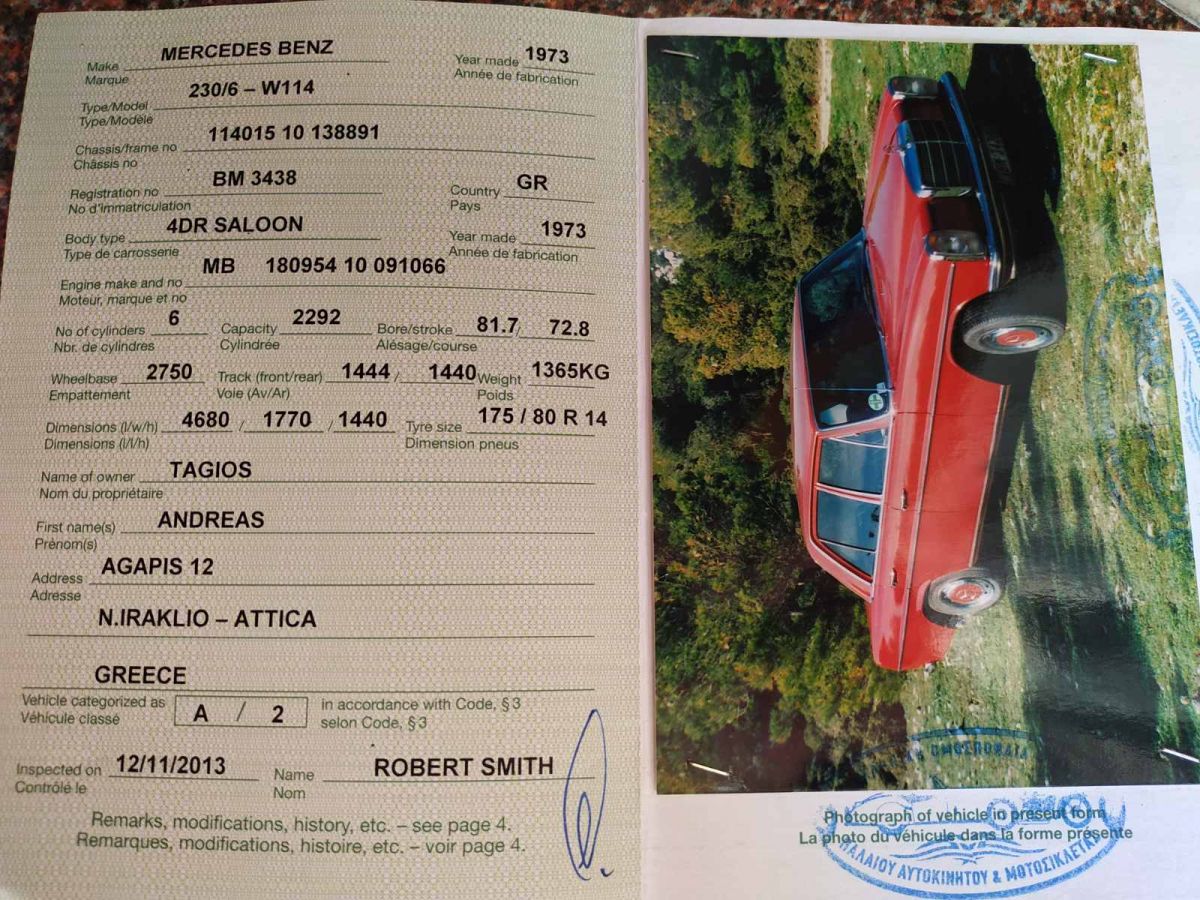 Make MERCEDES BENZ Year made 1973
Marque Année de fabrication
Type/Model 230/6 – W114
Type/Modèle
Chassis/frame no 114015 10 138891
Châssis no
Registration no BM 3438 Country GR
No d'immatriculation Pays
Body type 4DR SALOON Year made 1973
Type de carrosserie Année de fabrication
Engine make and no MB 180954 10 091066
Moteur, marque et no
No of cylinders 6 Capacity 2292 Bore/stroke 81.7/ 72.8
Nbr. de cylindres Cylindrée Alésage/course
Wheelbase 2750 Track (front/rear) 1444 / 1440 Weight 1365KG
Empattement Voie (Av/Ar) Poids
Dimensions (l/w/h) 4680 / 1770 / 1440 Tyre size 175 / 80 R 14
Dimensions (l/l/h) Dimension pneus
Name of owner TAGIOS
Nom du propriétaire
First name(s) ANDREAS
Prénom(s)
Address AGAPIS 12
Adresse
N.IRAKLIO – ATTICA
GREECE
Vehicle categorized as A / 2 in accordance with Code, § 3
Véhicule classé selon Code, § 3
Inspected on 12/11/2013 Name ROBERT SMITH
Contrôlé le Nom
Remarks, modifications, history, etc. – see page 4.
Remarques, modifications, histoire, etc. – voir page 4.
Photograph of vehicle in present form
La photo du véhicule dans la forme présente
ΠΑΛΑΙΟΥ ΑΥΤΟΚΙΝΗΤΟΥ & ΜΟΤΟΣΙΚΛΕΤΑΣ